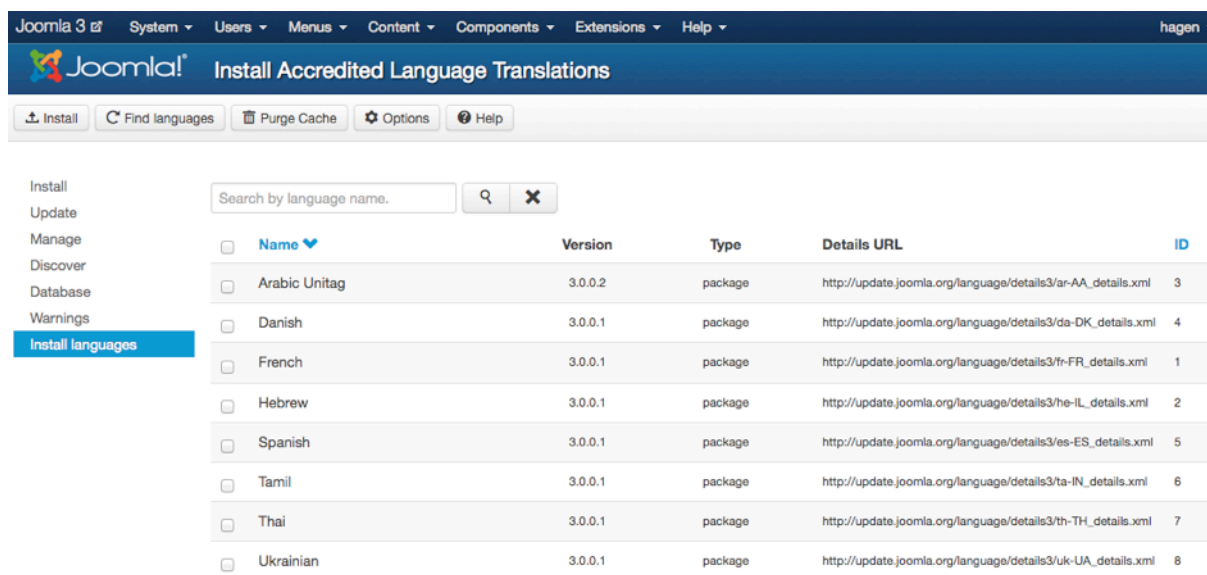 Joomla 3 System Users Menus Content Components Extensions Help hagen
Joomla!® Install Accredited Language Translations
Install Find languages Purge Cache Options Help
Install
Update
Manage
Discover
Database
Warnings
Install languages
Search by language name.
Name Version Type Details URL ID
Arabic Unitag 3.0.0.2 package http://update.joomla.org/language/details3/ar-AA_details.xml 3
Danish 3.0.0.1 package http://update.joomla.org/language/details3/da-DK_details.xml 4
French 3.0.0.1 package http://update.joomla.org/language/details3/fr-FR_details.xml 1
Hebrew 3.0.0.1 package http://update.joomla.org/language/details3/he-IL_details.xml 2
Spanish 3.0.0.1 package http://update.joomla.org/language/details3/es-ES_details.xml 5
Tamil 3.0.0.1 package http://update.joomla.org/language/details3/ta-IN_details.xml 6
Thai 3.0.0.1 package http://update.joomla.org/language/details3/th-TH_details.xml 7
Ukrainian 3.0.0.1 package http://update.joomla.org/language/details3/uk-UA_details.xml 8